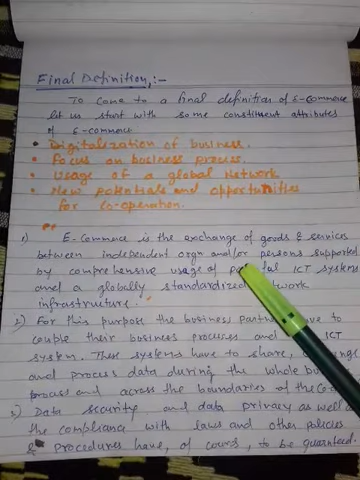 Final Definition,:-
To come to a final definition of E-Commerce
let us start with some constituent attributes
of E-commerce
• Digitalization of business.
• Focus on business process.
• Usage of a global Network
• New potentials and opportunities
for Co-operation.
1) E-Commerce is the exchange of goods & services
between independent orgn and/or persons supported
by comprehensive usage of ICT systems
and a globally standardized network
infrastructure.
2) For this purpose the business have to
couple their business processes and ICT
system. These systems have to share,
and process data during the whole
process and across the boundaries of the
3) Data security and data privacy as well as
the compliance with laws and other policies
& procedures have, of course, to be guaranteed.